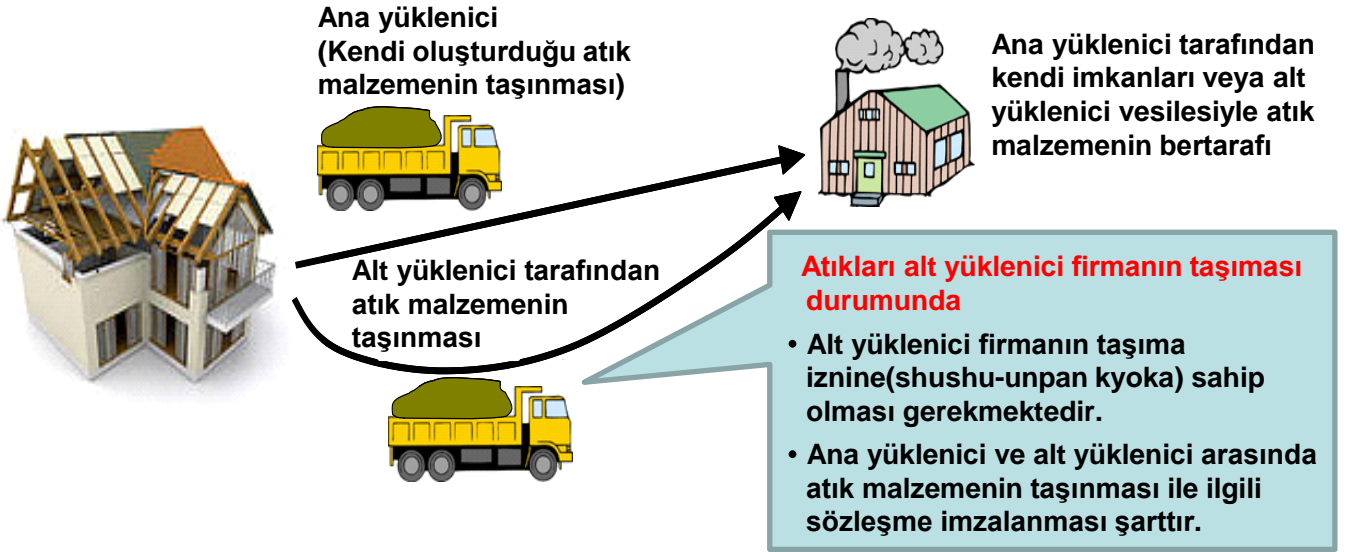 Ana yüklenici
(Kendi oluşturduğu atık
malzemenin taşınması)
Ana yüklenici tarafından
kendi imkanları veya alt
yüklenici vesilesiyle atık
malzemenin bertarafı
Alt yüklenici tarafından
atık malzemenin
taşınması
Atıkları alt yüklenici firmanın taşıması
durumunda
• Alt yüklenici firmanın taşıma
iznine(shushu-unpan kyoka) sahip
olması gerekmektedir.
• Ana yüklenici ve alt yüklenici arasında
atık malzemenin taşınması ile ilgili
sözleşme imzalanması şarttır.